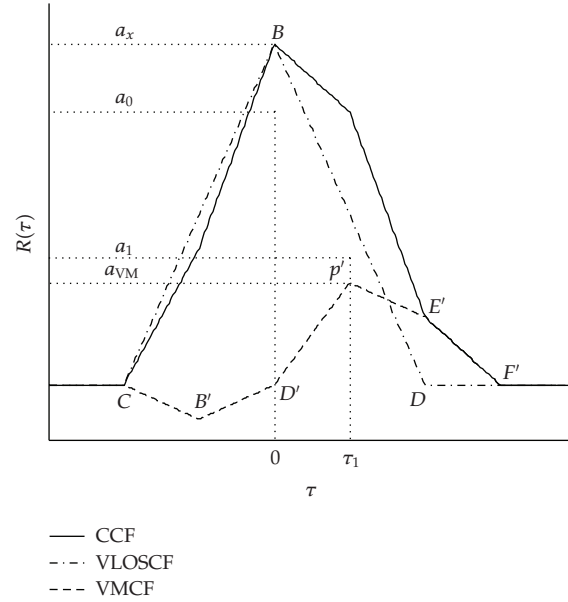 B
a_x
a_0
R(τ)
a_1
a_VM
p′
E′
C
B′
D′
D
F′
0
τ_1
τ
CCF
VLOSCF
VMCF